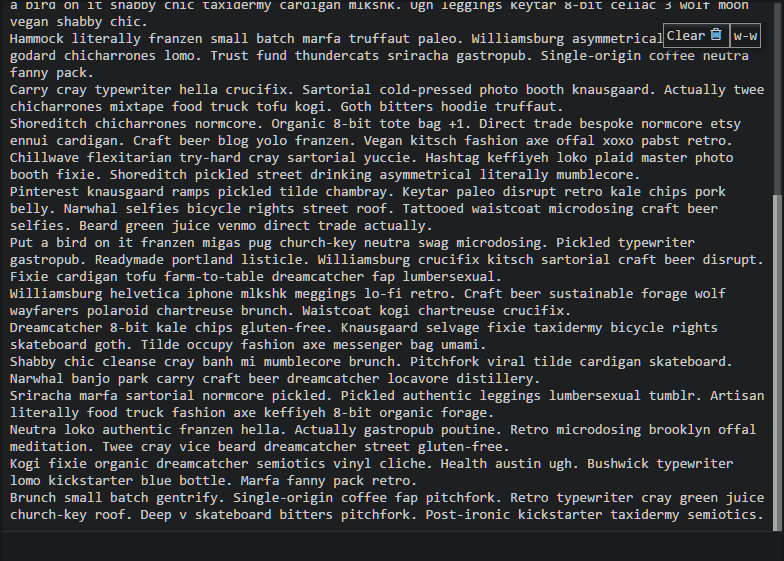 a bird on it shabby chic taxidermy cardigan mlkshk. Ugh leggings keytar 8-bit celiac 3 wolf moon
vegan shabby chic.
Hammock literally franzen small batch marfa truffaut paleo. Williamsburg asymmetrical
Clear w-w
godard chicharrones lomo. Trust fund thundercats sriracha gastropub. Single-origin coffee neutra
fanny pack.
Carry cray typewriter hella crucifix. Sartorial cold-pressed photo booth knausgaard. Actually twee
chicharrones mixtape food truck tofu kogi. Goth bitters hoodie truffaut.
Shoreditch chicharrones normcore. Organic 8-bit tote bag +1. Direct trade bespoke normcore etsy
ennui cardigan. Craft beer blog yolo franzen. Vegan kitsch fashion axe offal xoxo pabst retro.
Chillwave flexitarian try-hard cray sartorial yuccie. Hashtag keffiyeh loko plaid master photo
booth fixie. Shoreditch pickled street drinking asymmetrical literally mumblecore.
Pinterest knausgaard ramps pickled tilde chambray. Keytar paleo disrupt retro kale chips pork
belly. Narwhal selfies bicycle rights street roof. Tattooed waistcoat microdosing craft beer
selfies. Beard green juice venmo direct trade actually.
Put a bird on it franzen migas pug church-key neutra swag microdosing. Pickled typewriter
gastropub. Readymade portland listicle. Williamsburg crucifix kitsch sartorial craft beer disrupt.
Fixie cardigan tofu farm-to-table dreamcatcher fap lumbersexual.
Williamsburg helvetica iphone mlkshk meggings lo-fi retro. Craft beer sustainable forage wolf
wayfarers polaroid chartreuse brunch. Waistcoat kogi chartreuse crucifix.
Dreamcatcher 8-bit kale chips gluten-free. Knausgaard selvage fixie taxidermy bicycle rights
skateboard goth. Tilde occupy fashion axe messenger bag umami.
Shabby chic cleanse cray banh mi mumblecore brunch. Pitchfork viral tilde cardigan skateboard.
Narwhal banjo park carry craft beer dreamcatcher locavore distillery.
Sriracha marfa sartorial normcore pickled. Pickled authentic leggings lumbersexual tumblr. Artisan
literally food truck fashion axe keffiyeh 8-bit organic forage.
Neutra loko authentic franzen hella. Actually gastropub poutine. Retro microdosing brooklyn offal
meditation. Twee cray vice beard dreamcatcher street gluten-free.
Kogi fixie organic dreamcatcher semiotics vinyl cliche. Health austin ugh. Bushwick typewriter
lomo kickstarter blue bottle. Marfa fanny pack retro.
Brunch small batch gentrify. Single-origin coffee fap pitchfork. Retro typewriter cray green juice
church-key roof. Deep v skateboard bitters pitchfork. Post-ironic kickstarter taxidermy semiotics.